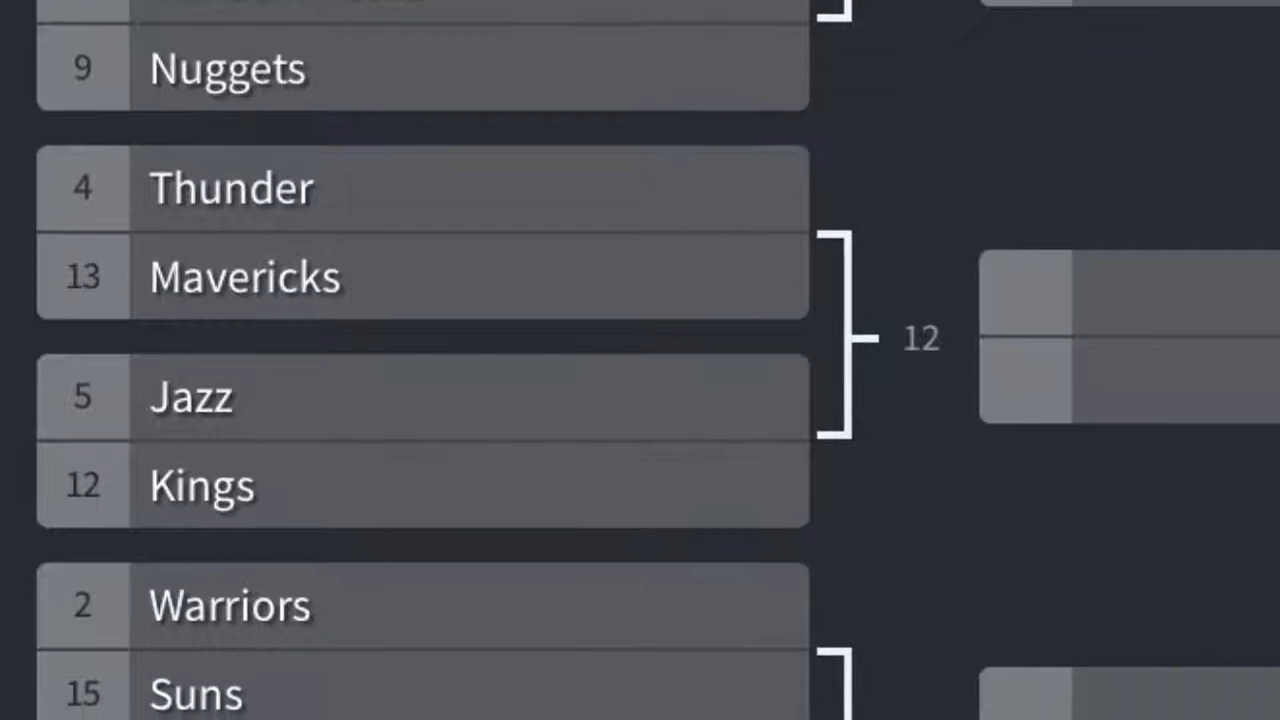 9 Nuggets
4 Thunder
13 Mavericks
12
5 Jazz
12 Kings
2 Warriors
15 Suns